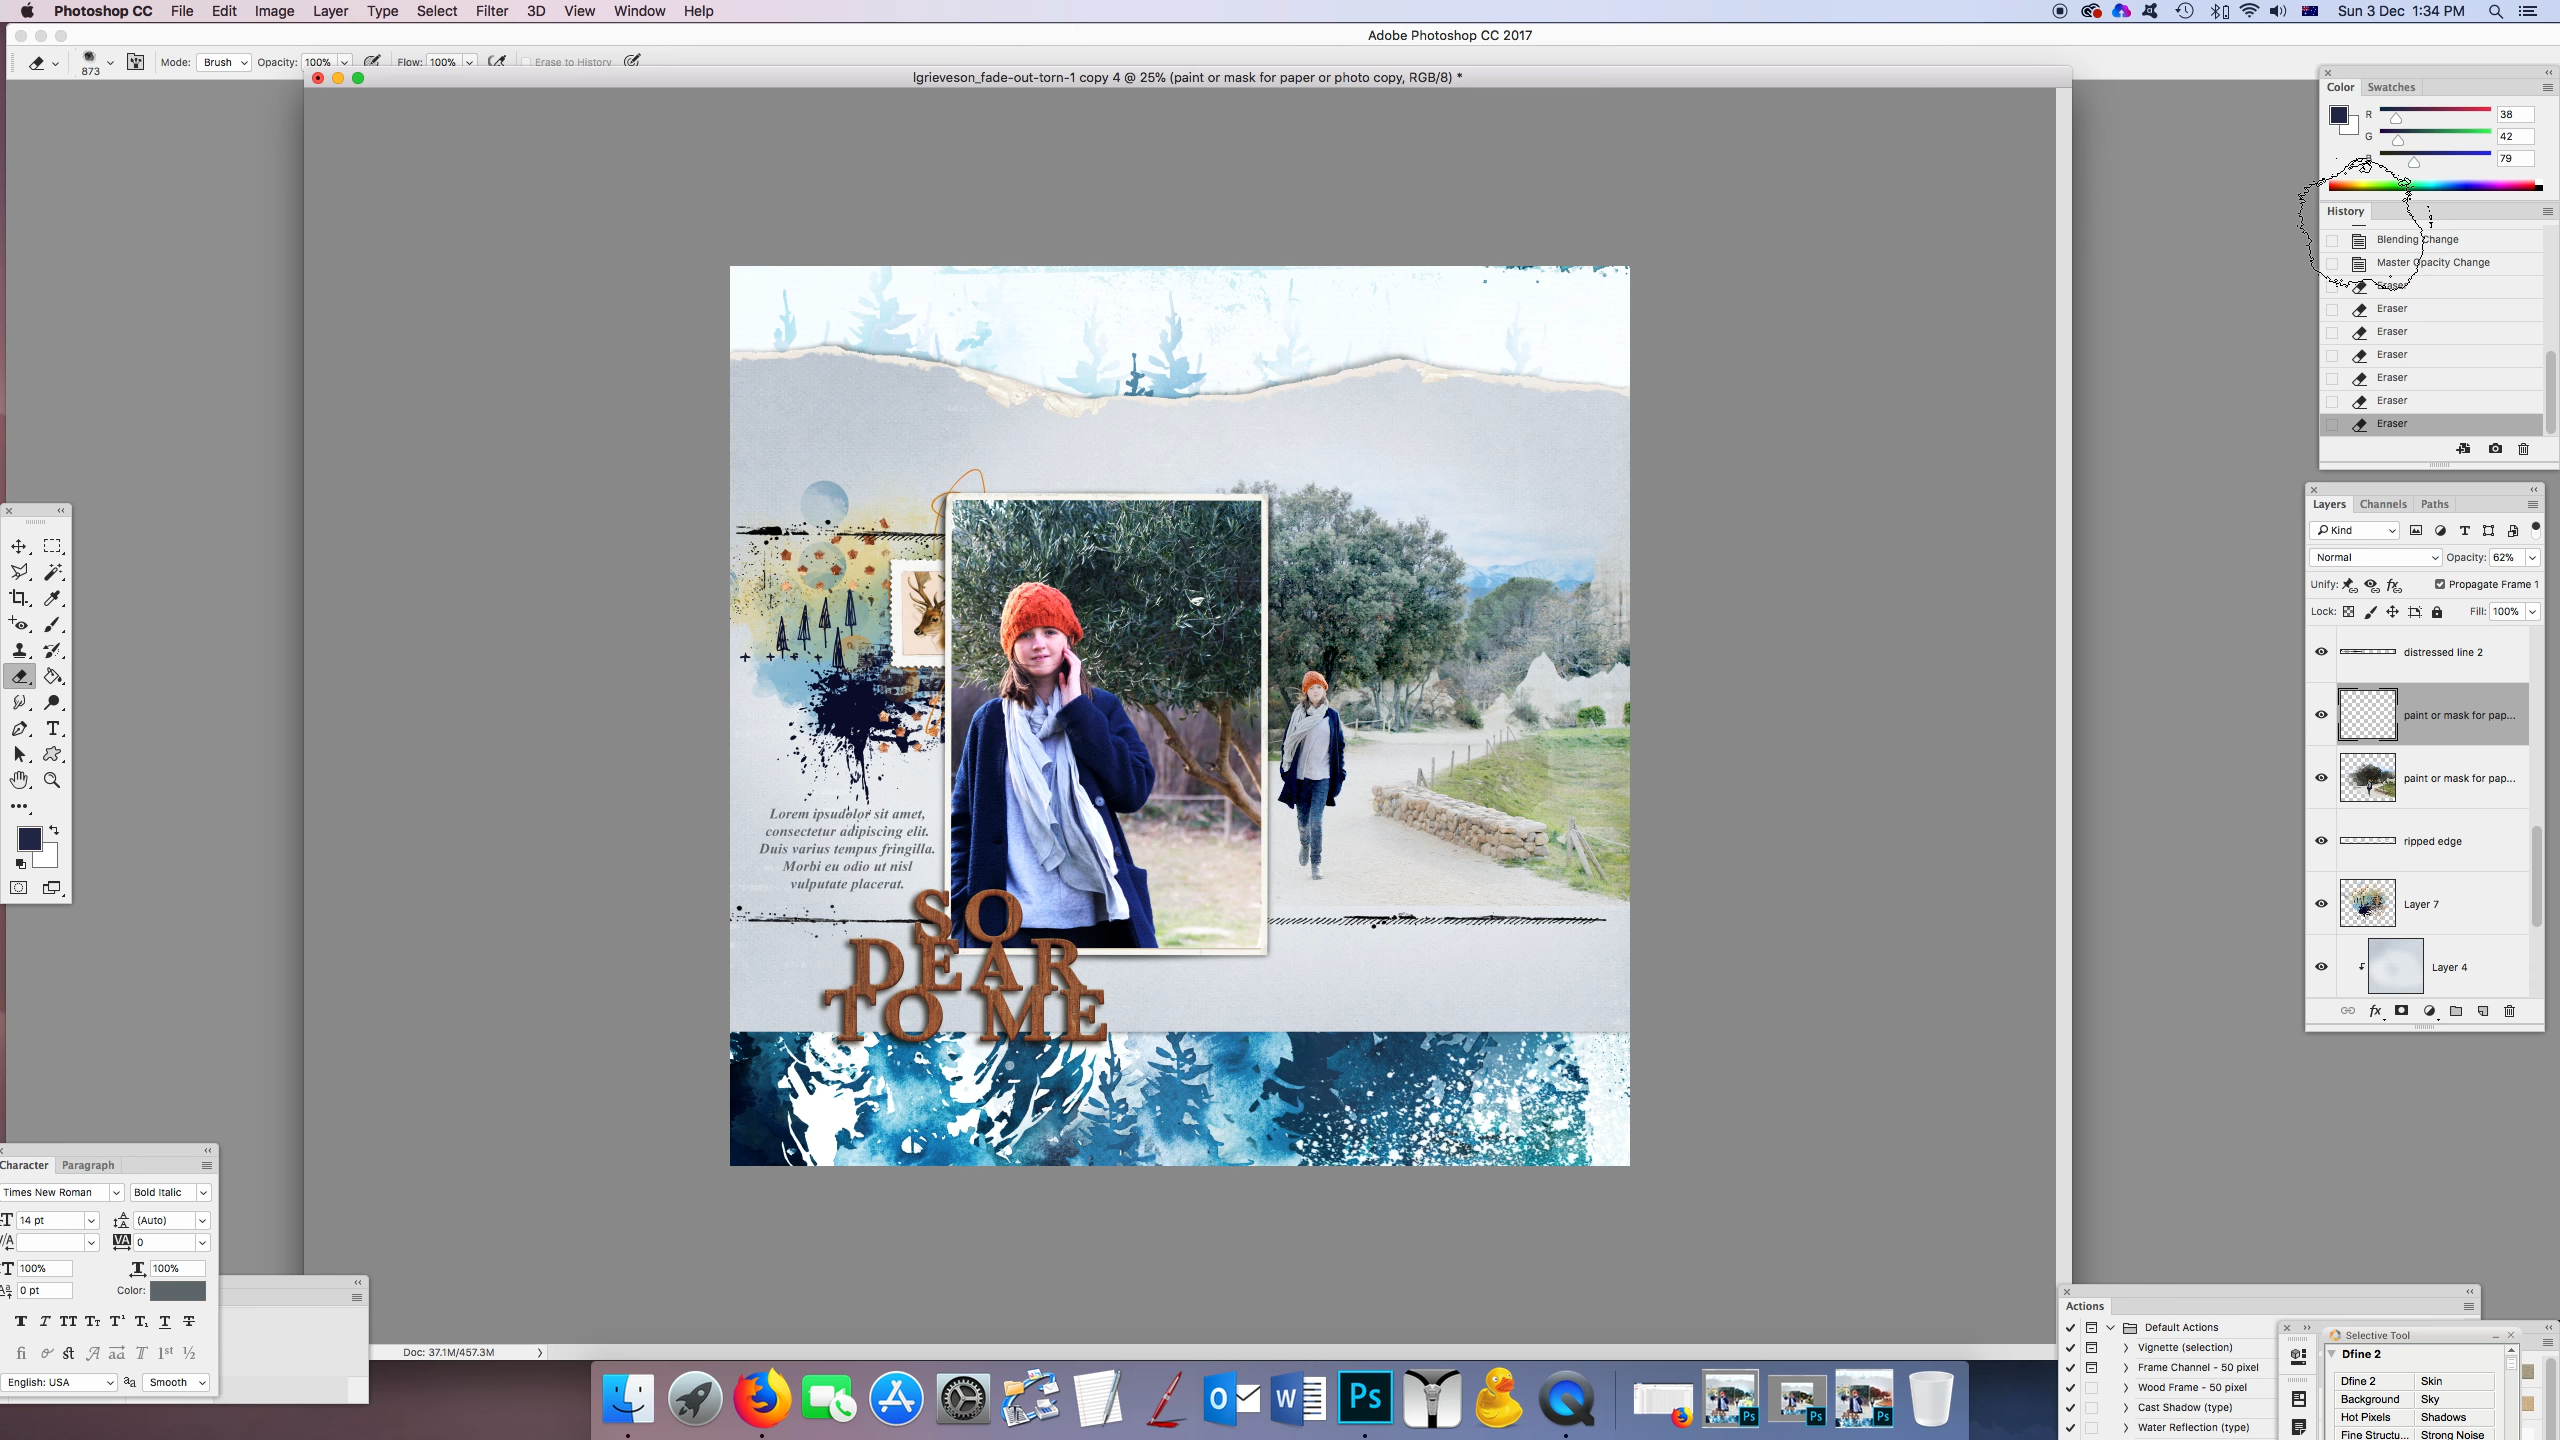 Photoshop CC File Edit Image Layer Type Select Filter 3D View Window Help
Sun 3 Dec 1:34 PM
Adobe Photoshop CC 2017
873
Mode: Brush Opacity: 100% Flow: 100% Erase to History
lgrieveson_fade-out-torn-1 copy 4 @ 25% (paint or mask for paper or photo copy, RGB/8) *
Color Swatches
R 38
G 42
79
History
Blending Change
Master Opacity Change
Eraser
Eraser
Eraser
Eraser
Eraser
Eraser
Eraser
Layers Channels Paths
Kind
Normal Opacity: 62%
Unify: Propagate Frame 1
Lock: Fill: 100%
distressed line 2
paint or mask for pap...
paint or mask for pap...
ripped edge
Layer 7
Layer 4
Lorem ipsudolor sit amet,
consectetur adipiscing elit.
Duis varius tempus fringilla.
Morbi eu odio ut nisl
vulputate placerat.
SO
DEAR
TO ME
Character Paragraph
Times New Roman Bold Italic
14 pt (Auto)
0
100% 100%
0 pt Color:
English: USA Smooth
Doc: 37.1M/457.3M
Actions
Default Actions
Vignette (selection)
Frame Channel - 50 pixel
Wood Frame - 50 pixel
Cast Shadow (type)
Water Reflection (type)
Selective Tool
Dfine 2
Dfine 2 Skin
Background Sky
Hot Pixels Shadows
Fine Structu... Strong Noise